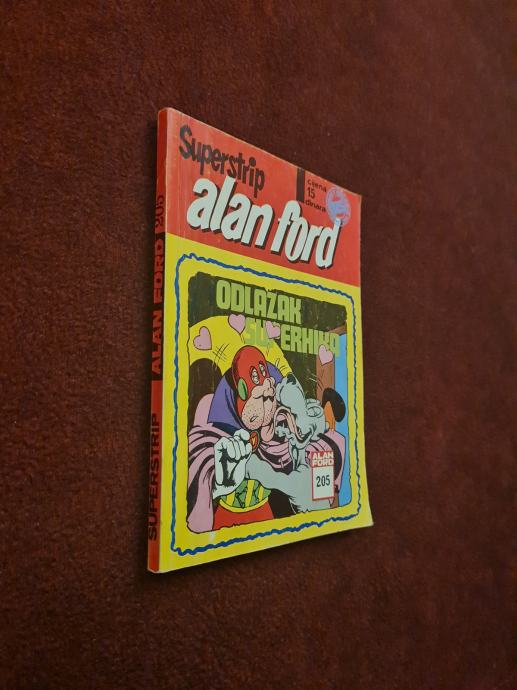 Superstrip
cijena
15
dinara
alan ford
ODLAZAK
SUPERHIKA
ALAN
FORD
205
SUPERSTRIP ALAN FORD 205